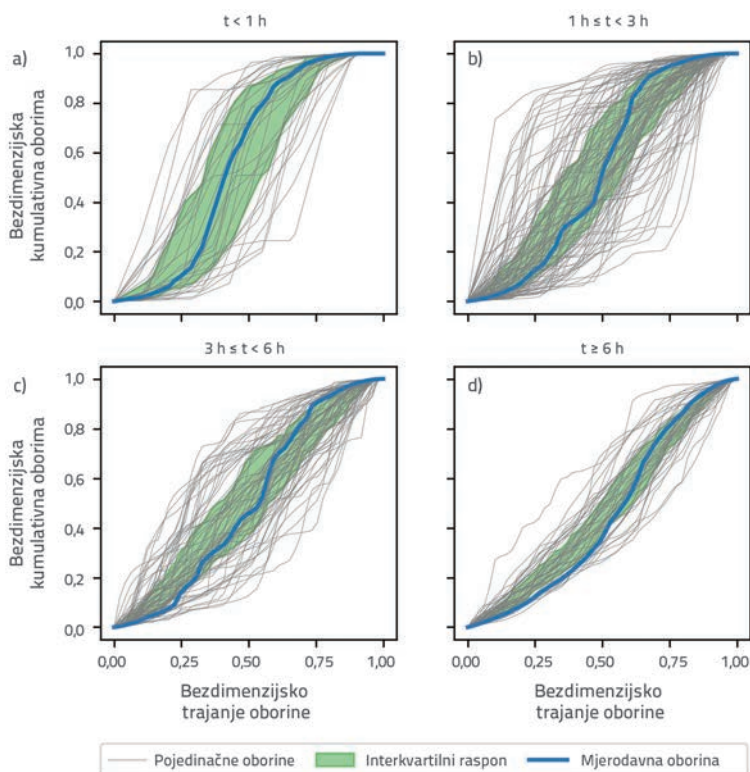 t < 1 h
1 h ≤ t < 3 h
a)
b)
1,0
0,8
0,6
0,4
0,2
0,0
Bezdimenzijska
kumulativna oborima
3 h ≤ t < 6 h
t ≥ 6 h
c)
d)
1,0
0,8
0,6
0,4
0,2
0,0
Bezdimenzijska
kumulativna oborima
0,00 0,25 0,50 0,75 1,00
0,00 0,25 0,50 0,75 1,00
Bezdimenzijsko
trajanje oborine
Bezdimenzijsko
trajanje oborine
Pojedinačne oborine Interkvartilni raspon Mjerodavna oborina